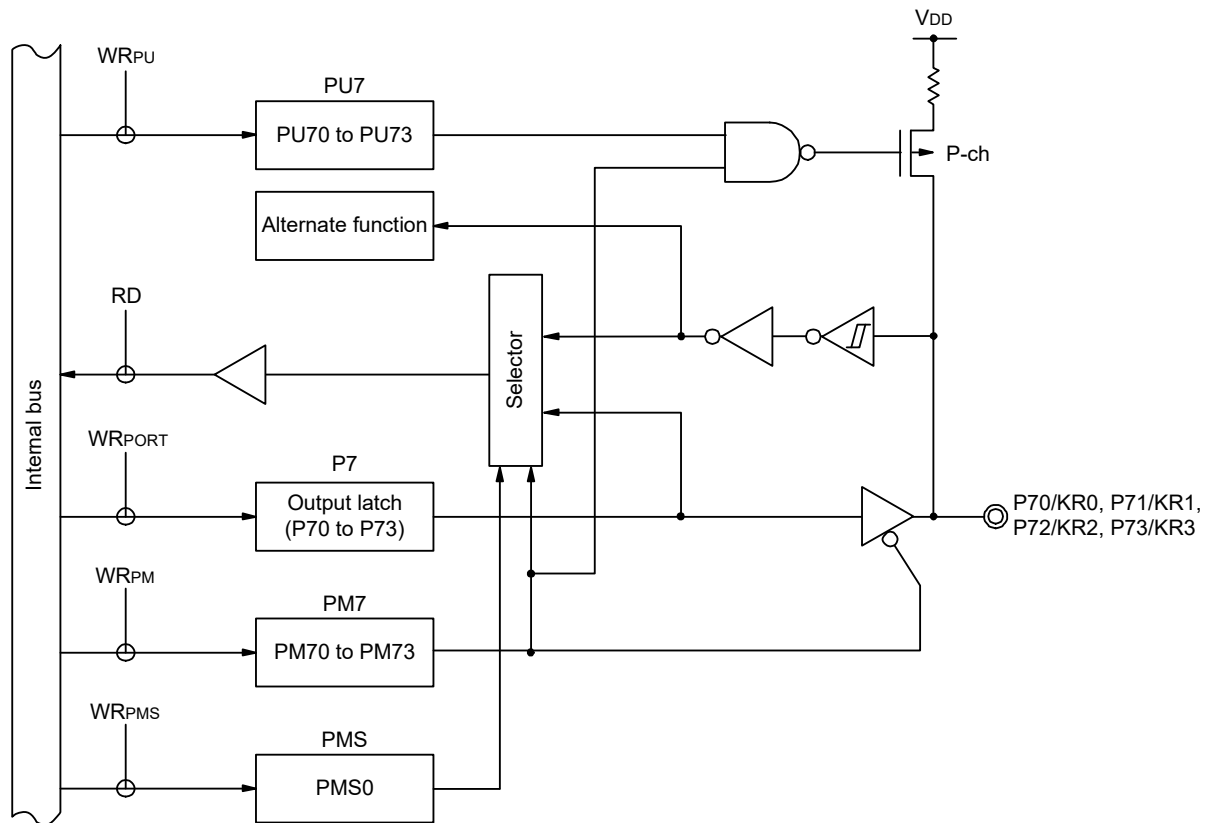 VDD
WRPU
PU7
PU70 to PU73
P-ch
Alternate function
RD
Selector
Internal bus
WRPORT
P7
Output latch
(P70 to P73)
P70/KR0, P71/KR1,
P72/KR2, P73/KR3
WRPM
PM7
PM70 to PM73
WRPMS
PMS
PMS0